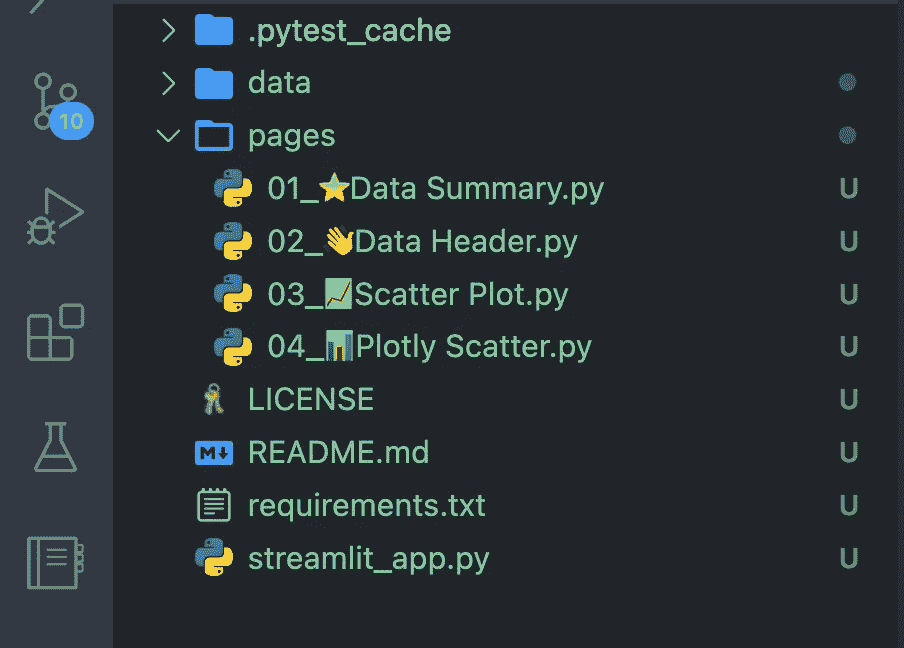 .pytest_cache
10
data
pages
01_⭐Data Summary.py U
02_👋Data Header.py U
03_📈Scatter Plot.py U
04_📊Plotly Scatter.py U
LICENSE U
M↓ README.md U
requirements.txt U
streamlit_app.py U